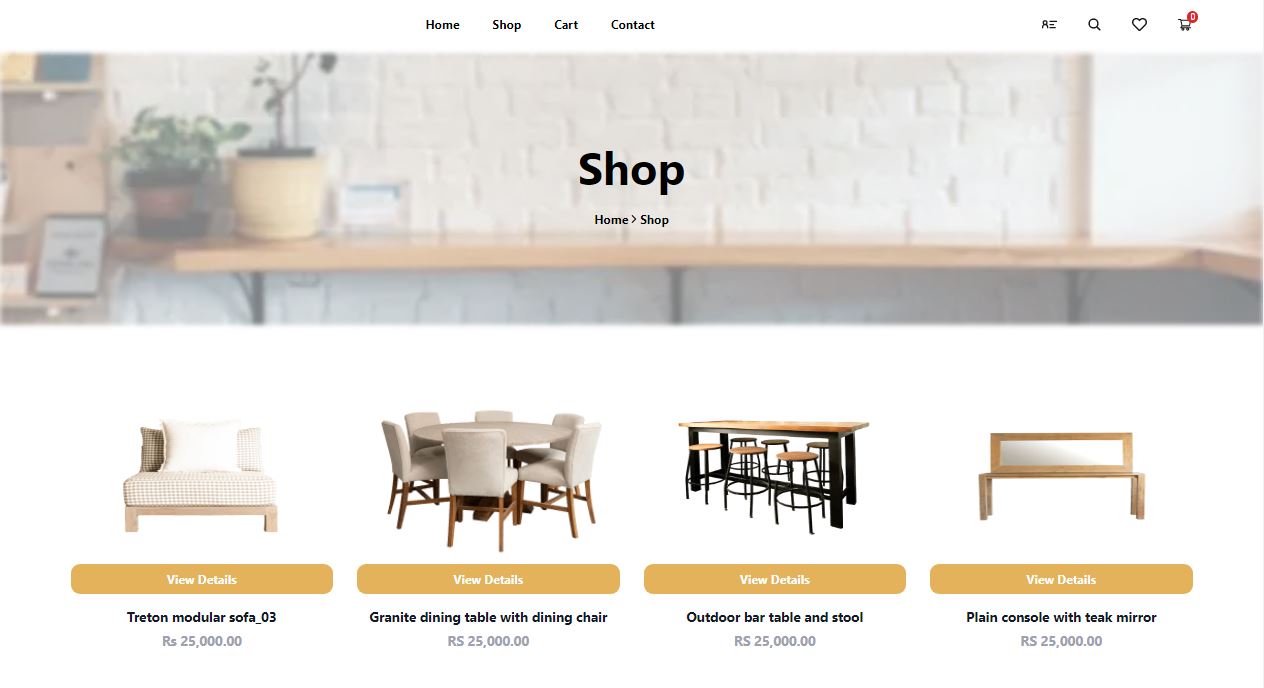 Home Shop Cart Contact 0
Shop
Home > Shop
View Details View Details View Details View Details
Treton modular sofa_03 Granite dining table with dining chair Outdoor bar table and stool Plain console with teak mirror
Rs 25,000.00 RS 25,000.00 RS 25,000.00 RS 25,000.00